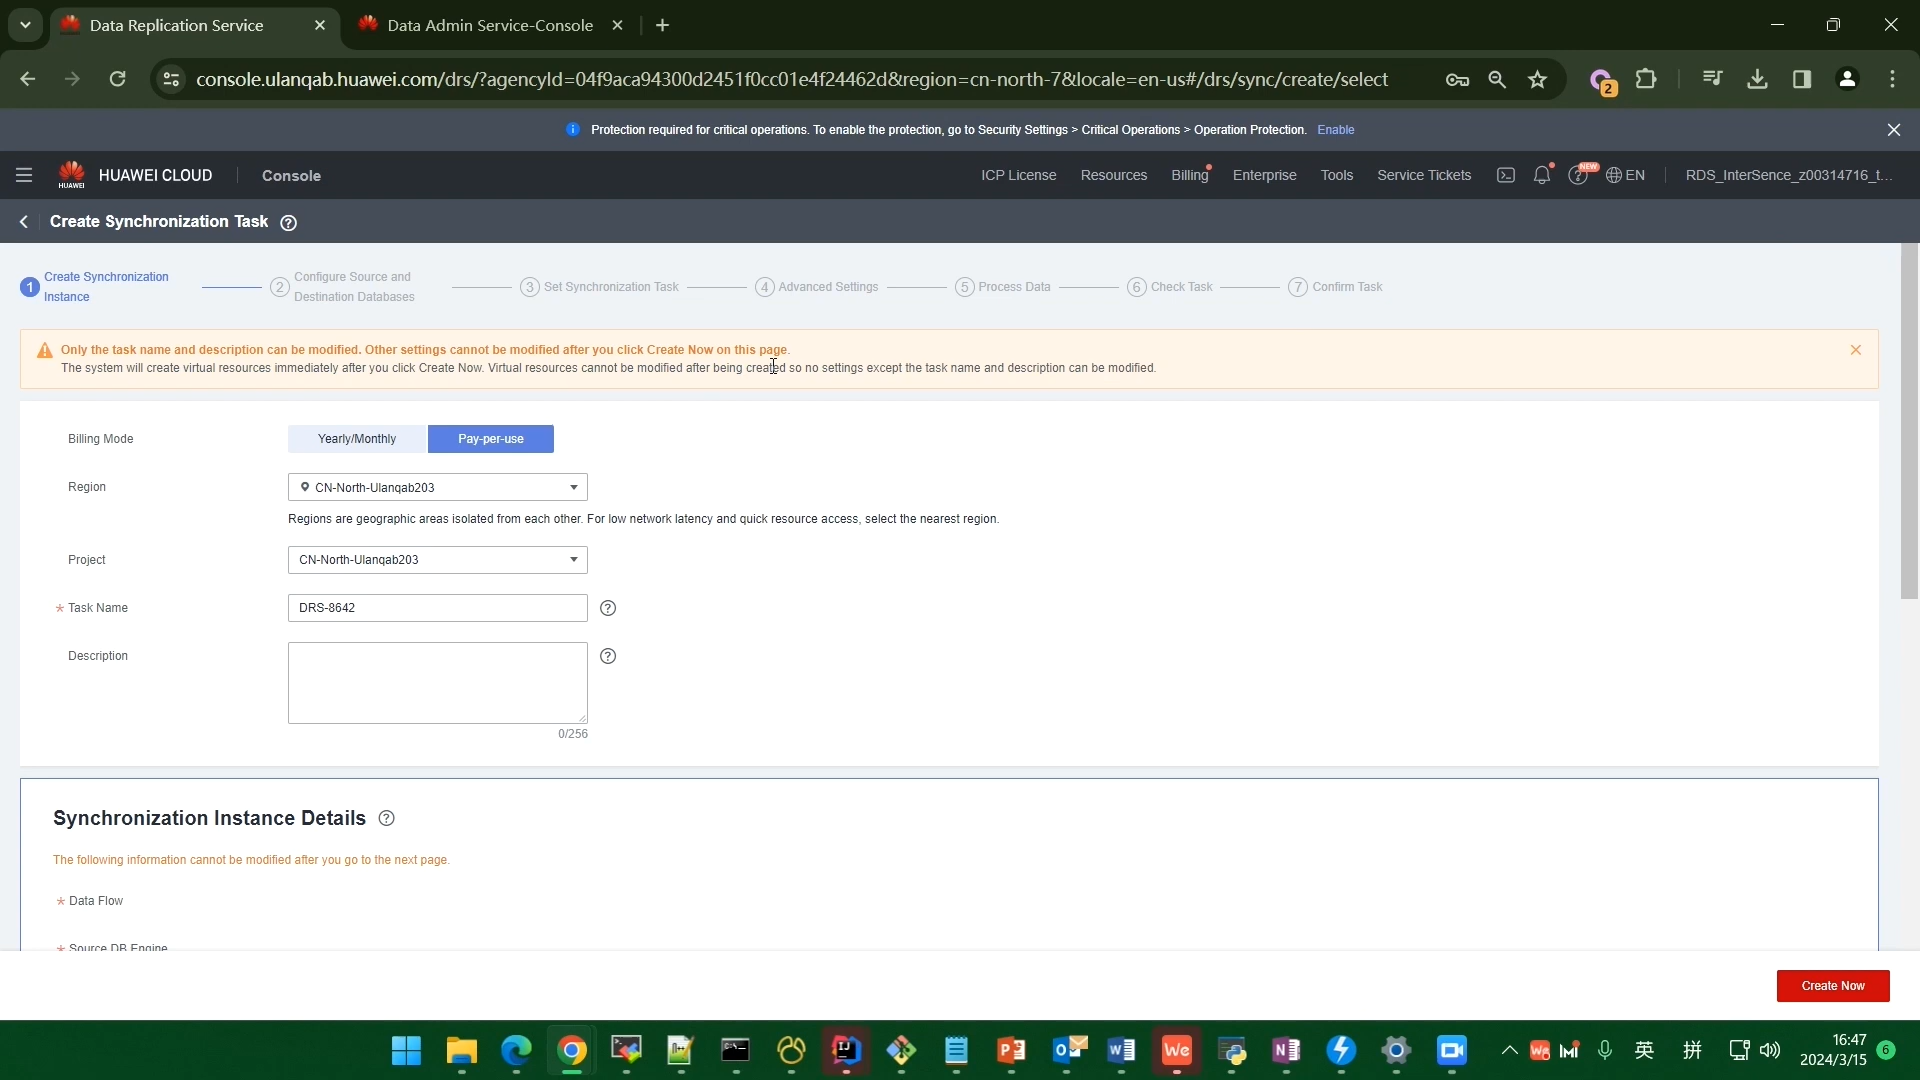 Data Replication Service
Data Admin Service-Console
console.ulanqab.huawei.com/drs/?agencyId=04f9aca94300d2451f0cc01e4f24462d&region=cn-north-7&locale=en-us#/drs/sync/create/select
2
Protection required for critical operations. To enable the protection, go to Security Settings > Critical Operations > Operation Protection. Enable
HUAWEI
HUAWEI CLOUD
Console
ICP License
Resources
Billing
Enterprise
Tools
Service Tickets
NEW
EN
RDS_InterSence_z00314716_t...
Create Synchronization Task
1 Create Synchronization
Instance
2 Configure Source and
Destination Databases
3 Set Synchronization Task
4 Advanced Settings
5 Process Data
6 Check Task
7 Confirm Task
Only the task name and description can be modified. Other settings cannot be modified after you click Create Now on this page.
The system will create virtual resources immediately after you click Create Now. Virtual resources cannot be modified after being created so no settings except the task name and description can be modified.
Billing Mode
Yearly/Monthly
Pay-per-use
Region
CN-North-Ulanqab203
Regions are geographic areas isolated from each other. For low network latency and quick resource access, select the nearest region.
Project
CN-North-Ulanqab203
* Task Name
DRS-8642
Description
0/256
Synchronization Instance Details
The following information cannot be modified after you go to the next page.
* Data Flow
* Source DB Engine
Create Now
We
英
拼
16:47
2024/3/15
6